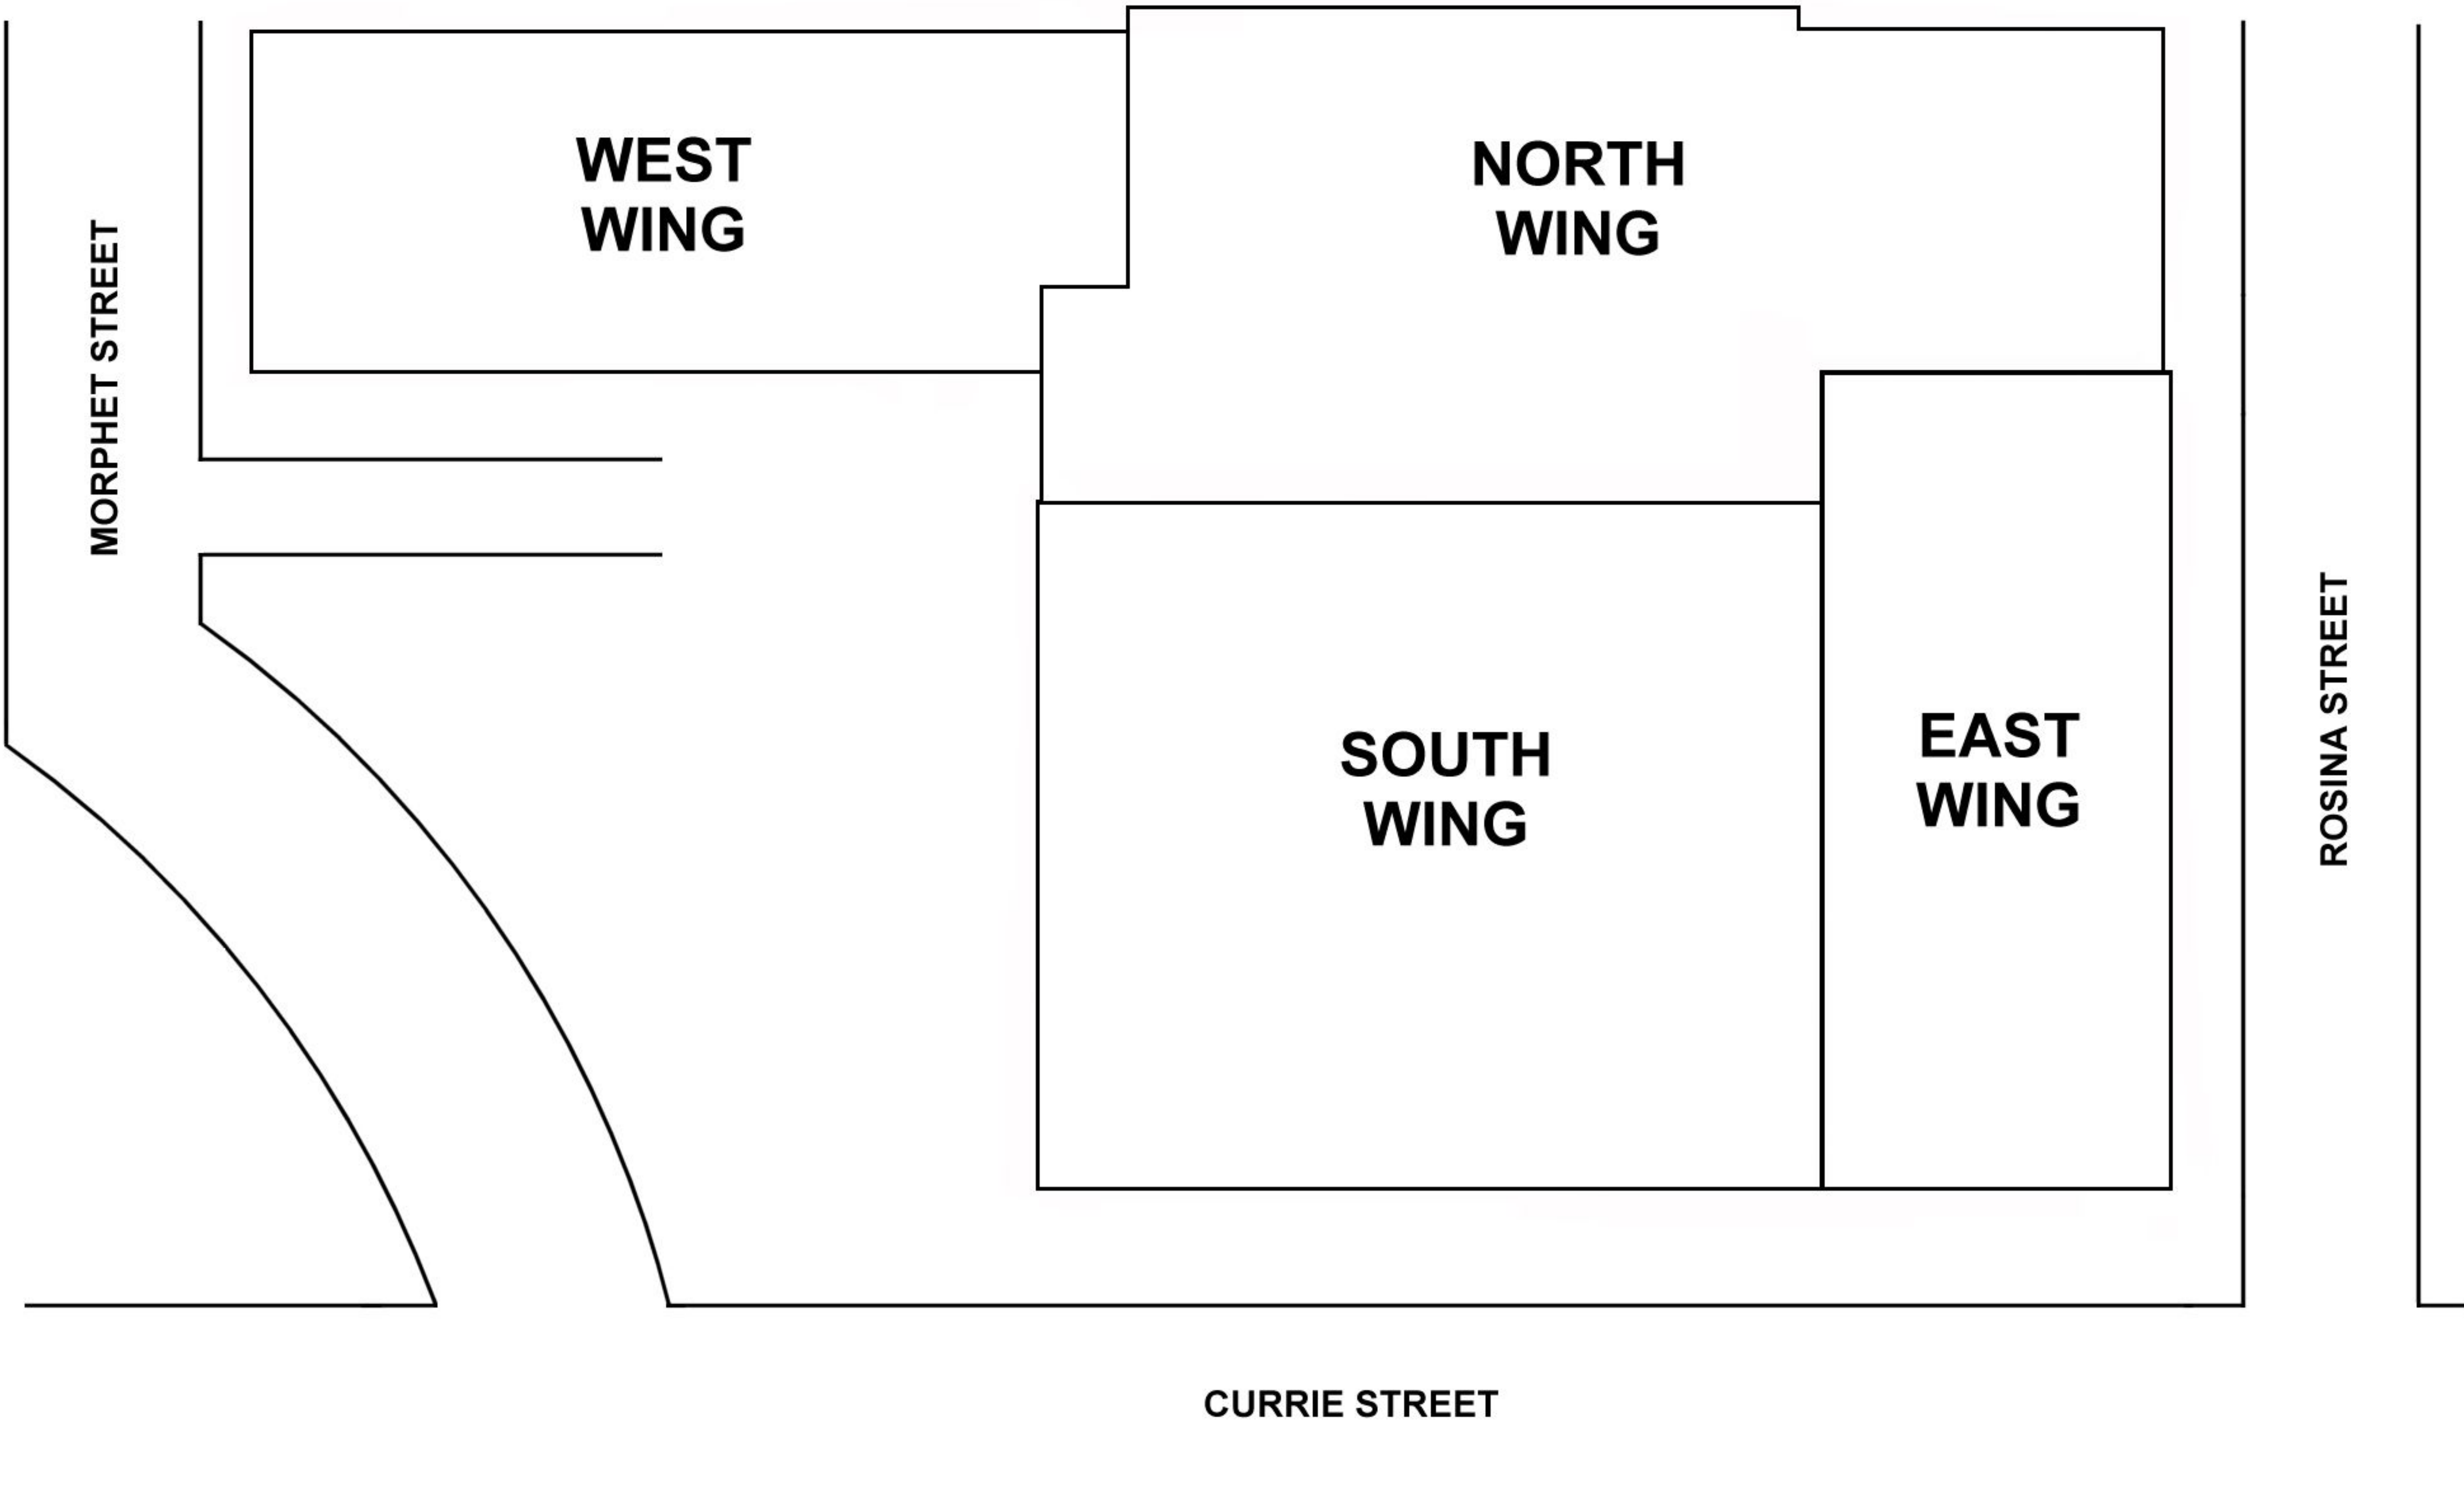 WEST
WING
NORTH
WING
MORPHET STREET
SOUTH
WING
EAST
WING
ROSINA STREET
CURRIE STREET